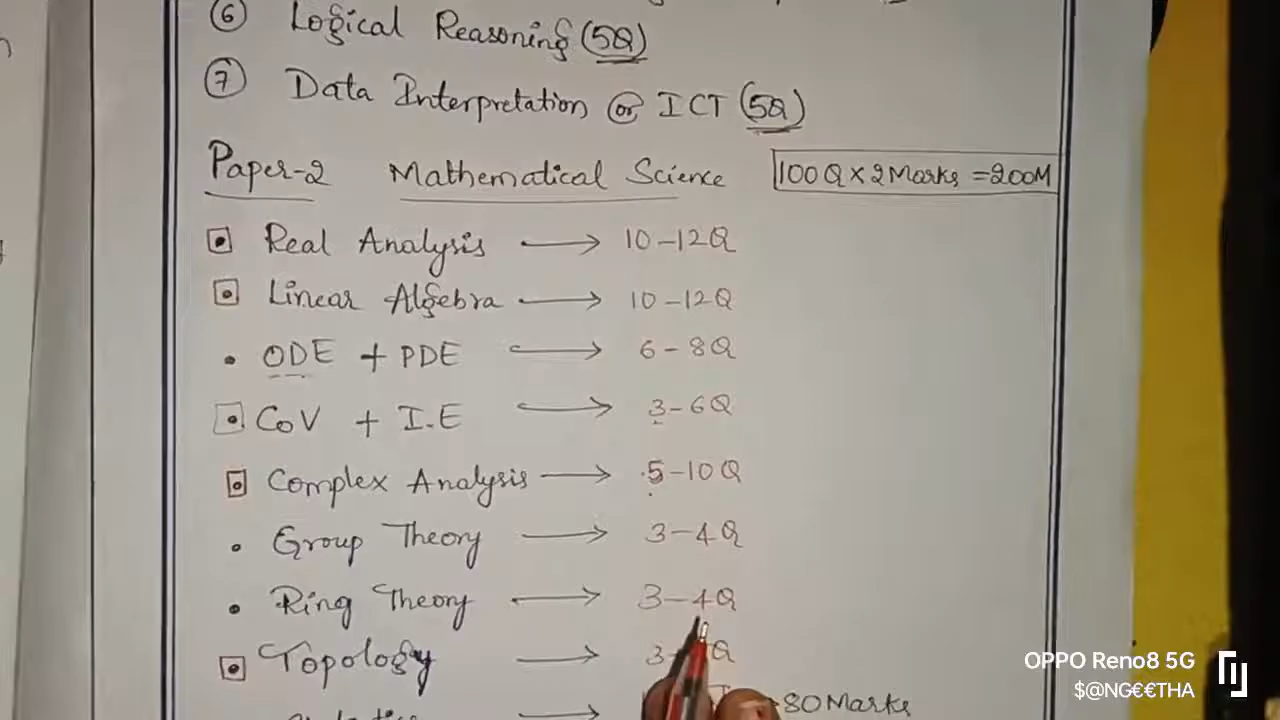 ⑥ Logical Reasoning (5Q)
⑦ Data Interpretation or ICT (5Q)
Paper-2 Mathematical Science 100Q × 2 Marks = 200M
Real Analysis → 10-12Q
Linear Algebra → 10-12Q
• ODE + PDE → 6-8Q
CoV + I.E → 3-6Q
Complex Analysis → 5-10Q
• Group Theory → 3-4Q
• Ring Theory → 3-4Q
Topology → 3- Q
→ 80 Marks
OPPO Reno8 5G
$@NG€€THA